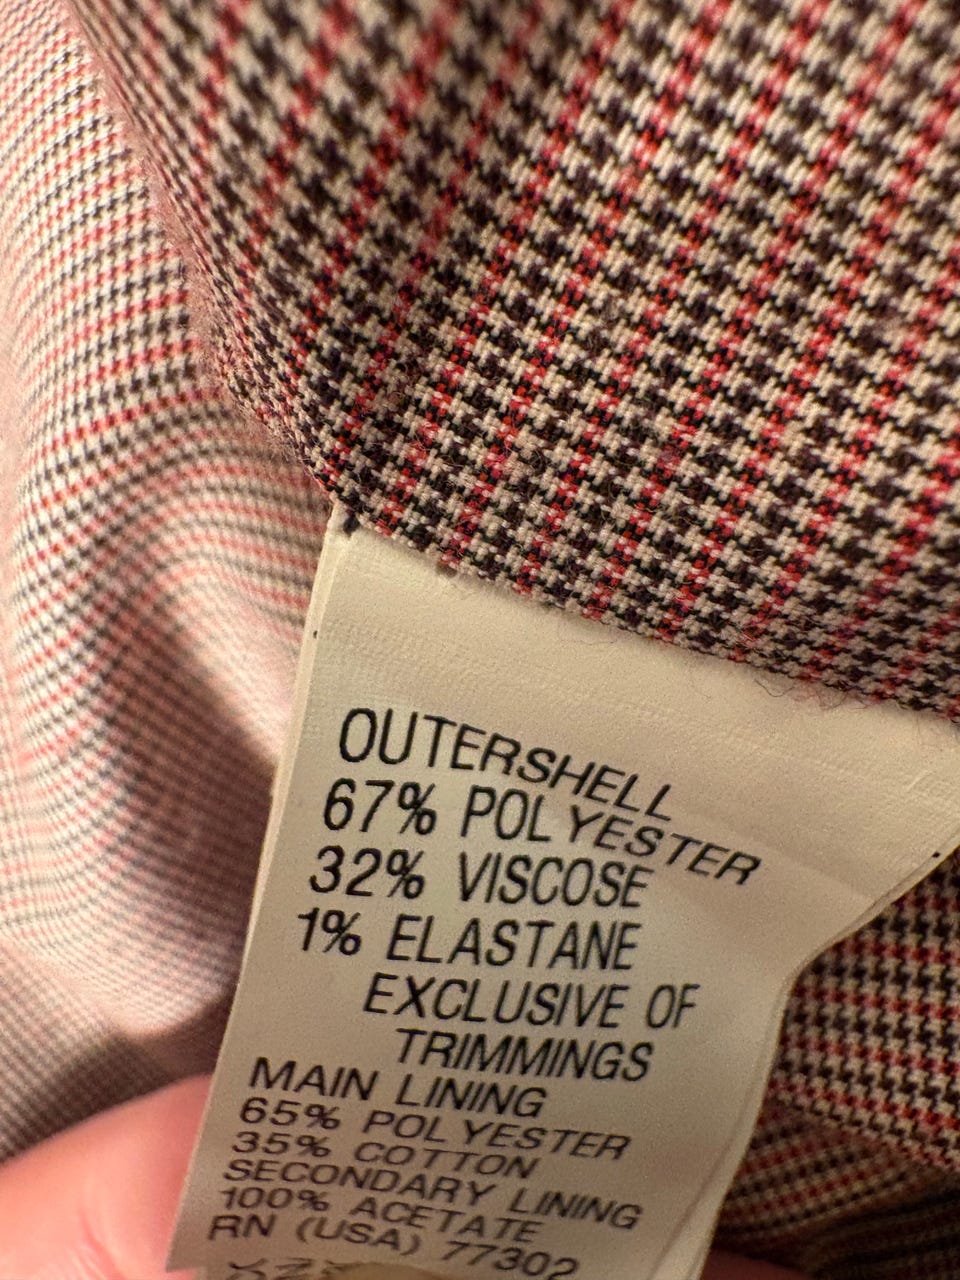 OUTERSHELL
67% POLYESTER
32% VISCOSE
1% ELASTANE
EXCLUSIVE OF
TRIMMINGS
MAIN LINING
65% POLYESTER
35% COTTON
SECONDARY LINING
100% ACETATE
RN (USA) 77302